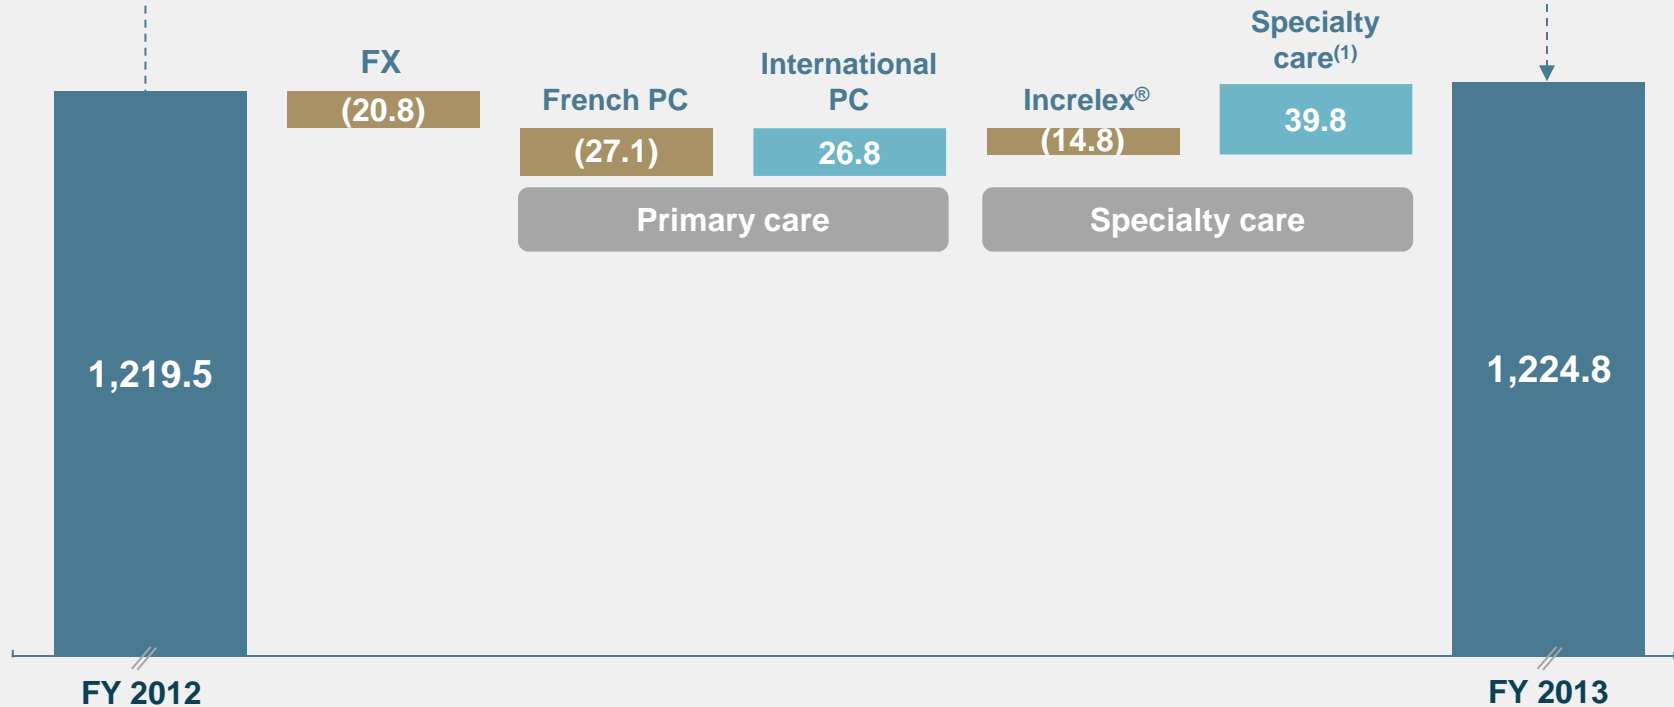 FX
(20.8)
French PC
(27.1)
International
PC
26.8
Increlex®
(14.8)
Specialty
care(1)
39.8
Primary care
Specialty care
1,219.5
1,224.8
FY 2012
FY 2013